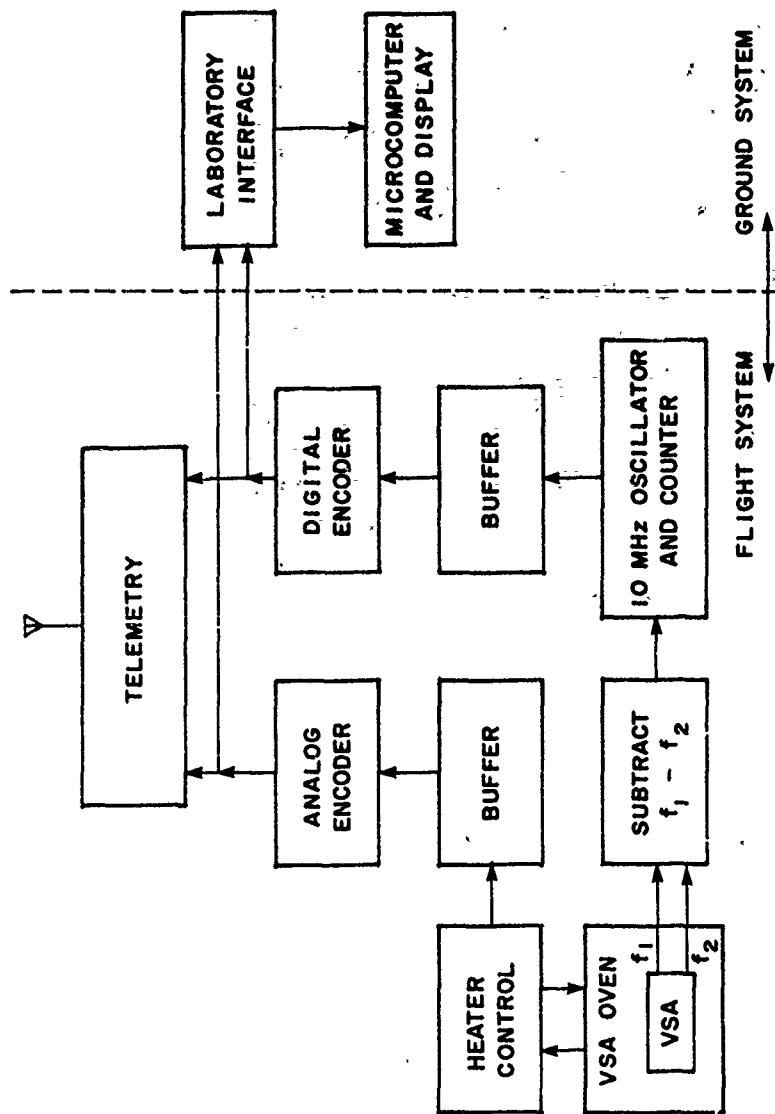 TELEMETRY
ANALOG
ENCODER
DIGITAL
ENCODER
LABORATORY
INTERFACE
BUFFER
BUFFER
MICROCOMPUTER
AND DISPLAY
HEATER
CONTROL
VSA OVEN
VSA
f₁
f₂
SUBTRACT
f₁ − f₂
10 MHz OSCILLATOR
AND COUNTER
FLIGHT SYSTEM
GROUND SYSTEM